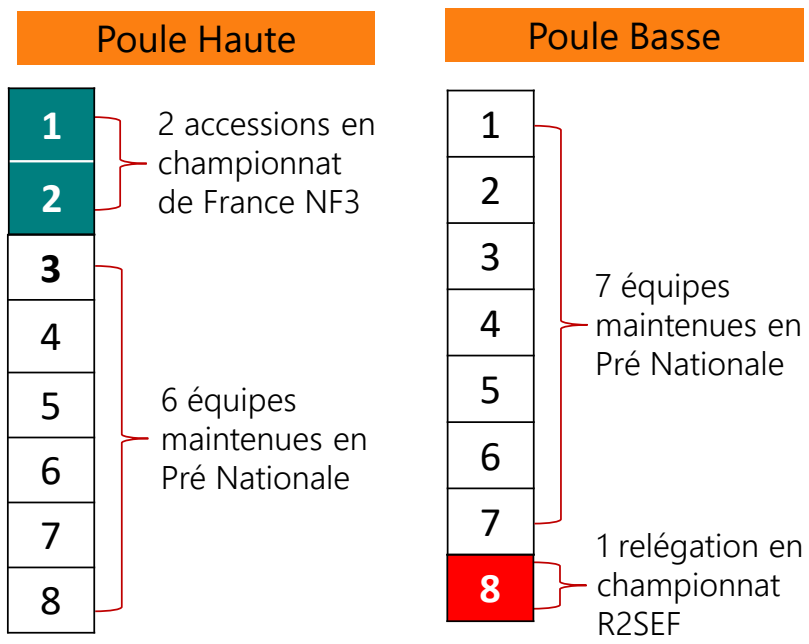 Poule Haute
1
2
2 accessions en
championnat
de France NF3
3
4
5
6
7
8
6 équipes
maintenues en
Pré Nationale
Poule Basse
1
2
3
4
5
6
7
7 équipes
maintenues en
Pré Nationale
8
1 relégation en
championnat
R2SEF